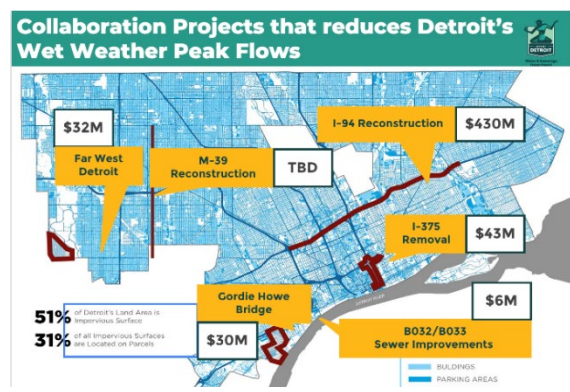 Collaboration Projects that reduces Detroit's
Wet Weather Peak Flows
DETROIT
$32M
Far West
Detroit
M-39
Reconstruction
TBD
I-94 Reconstruction
$430M
I-375
Removal
$43M
Gordie Howe
Bridge
$30M
$6M
B032/B033
Sewer Improvements
DETROIT RIVER
51% of Detroit's Land Area is
Impervious Surface
31% of all Impervious Surfaces
are Located on Parcels
BUILDINGS
PARKING AREAS